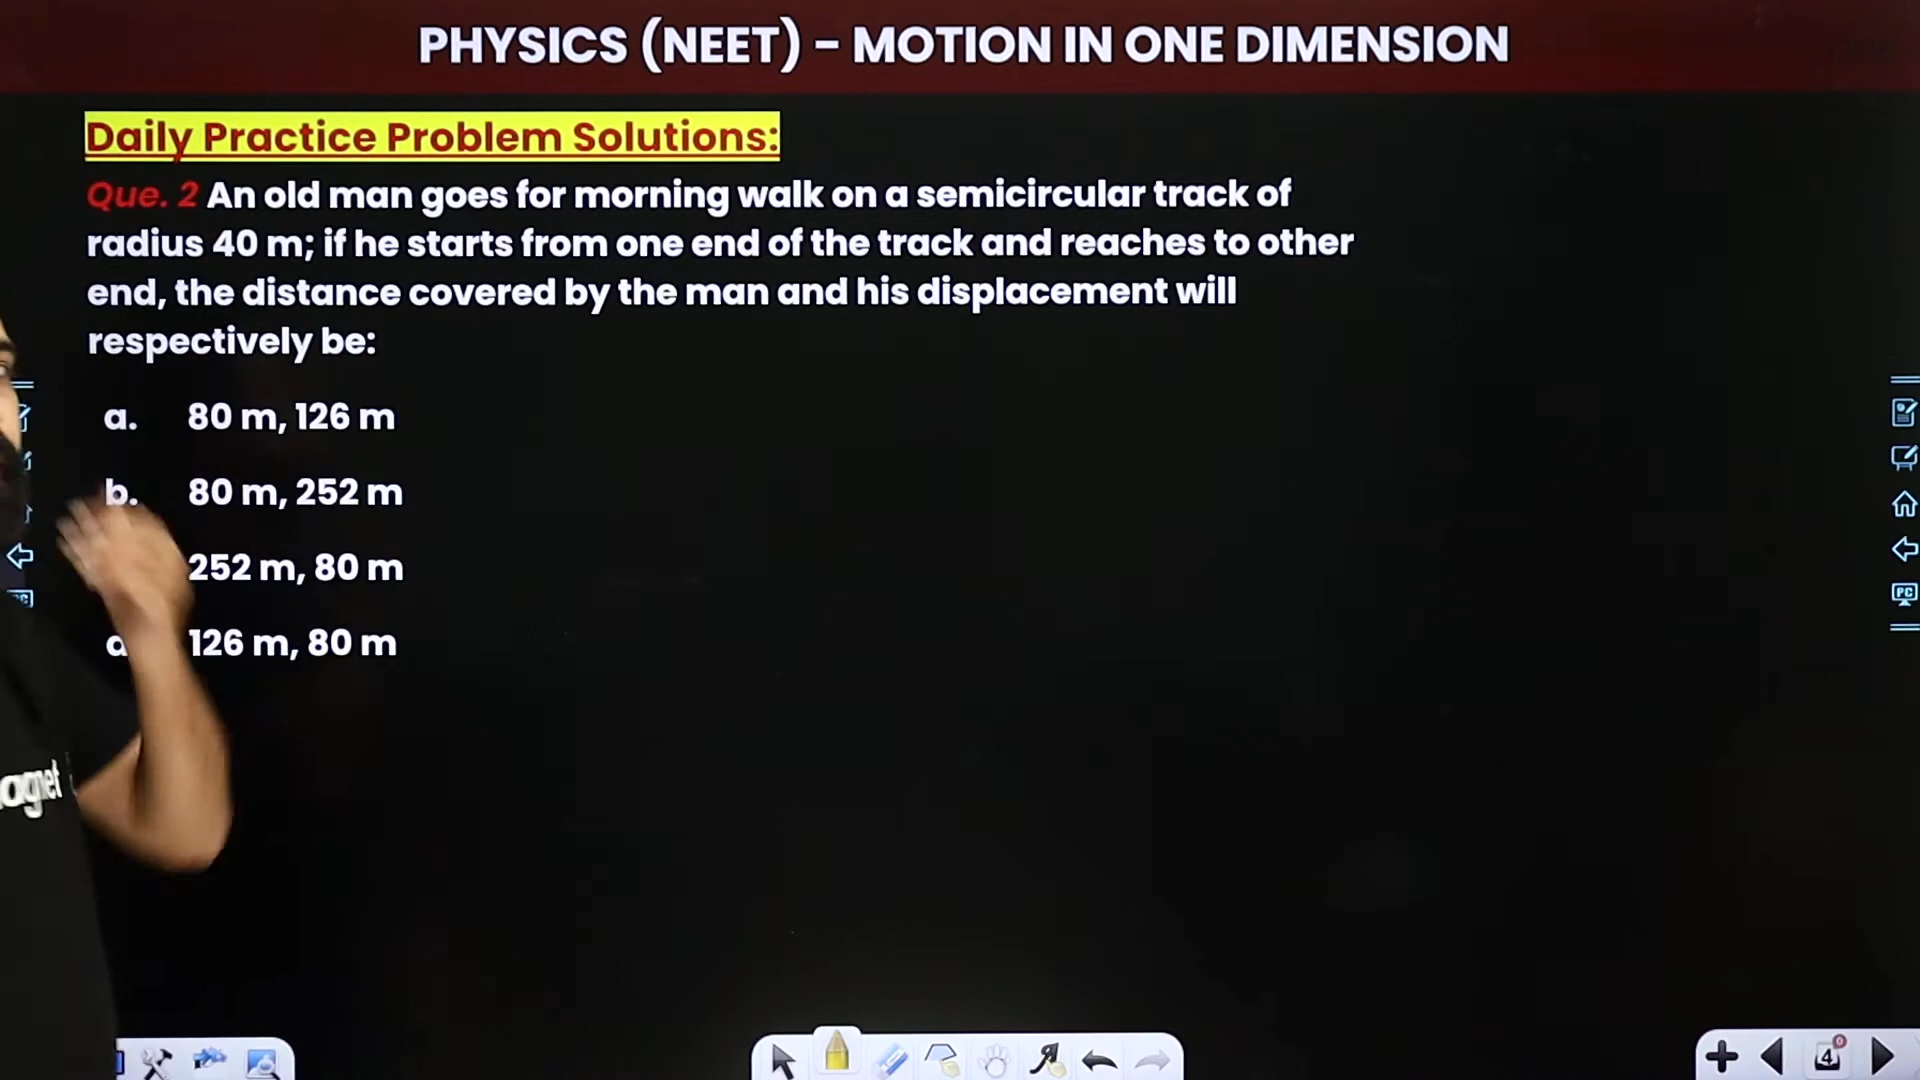 PHYSICS (NEET) - MOTION IN ONE DIMENSION
Daily Practice Problem Solutions:
Que. 2 An old man goes for morning walk on a semicircular track of
radius 40 m; if he starts from one end of the track and reaches to other
end, the distance covered by the man and his displacement will
respectively be:
a. 80 m, 126 m
b. 80 m, 252 m
252 m, 80 m
126 m, 80 m
PC
4
0